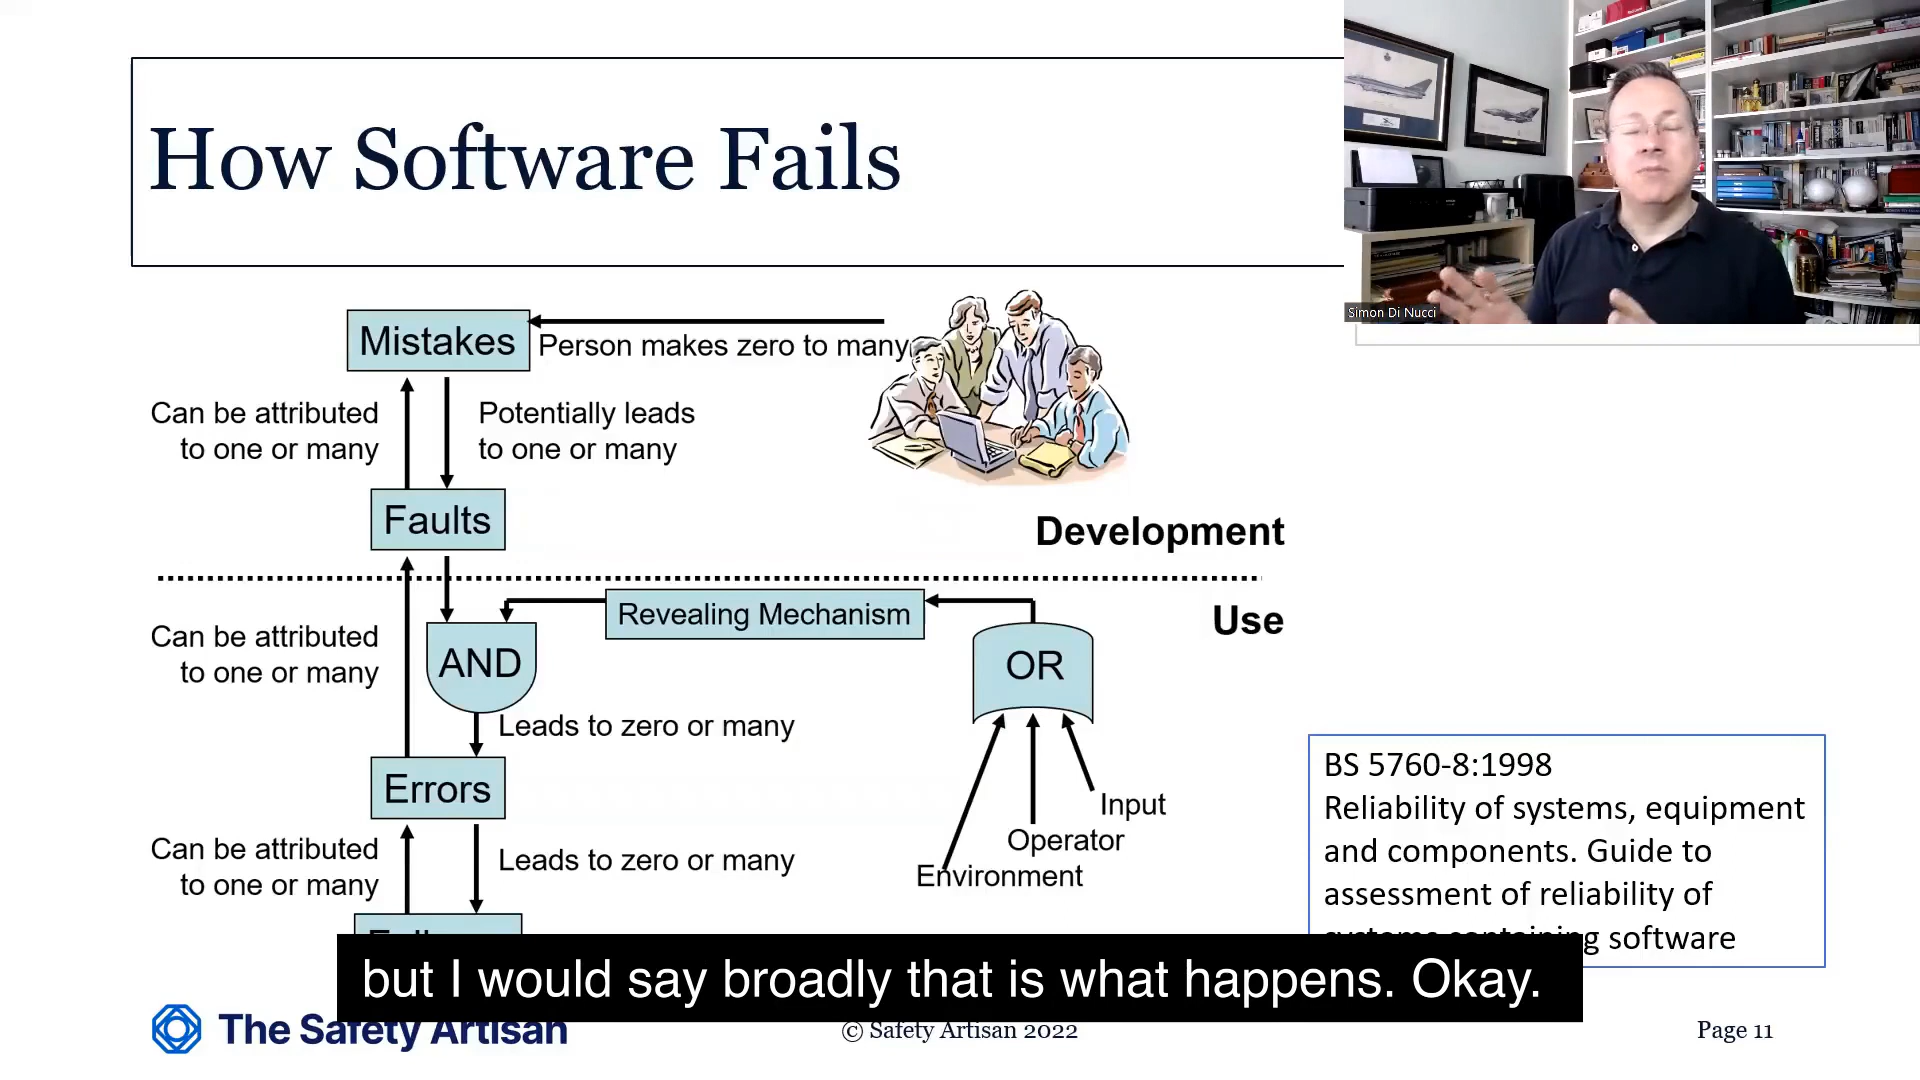 How Software Fails
Simon Di Nucci
Mistakes
Person makes zero to many
Can be attributed
to one or many
Potentially leads
to one or many
Faults
Development
Use
Revealing Mechanism
Can be attributed
to one or many
AND
OR
Leads to zero or many
Errors
Input
Operator
Environment
Can be attributed
to one or many
Leads to zero or many
BS 5760-8:1998
Reliability of systems, equipment
and components. Guide to
assessment of reliability of
systems containing software
but I would say broadly that is what happens. Okay.
The Safety Artisan
© Safety Artisan 2022
Page 11